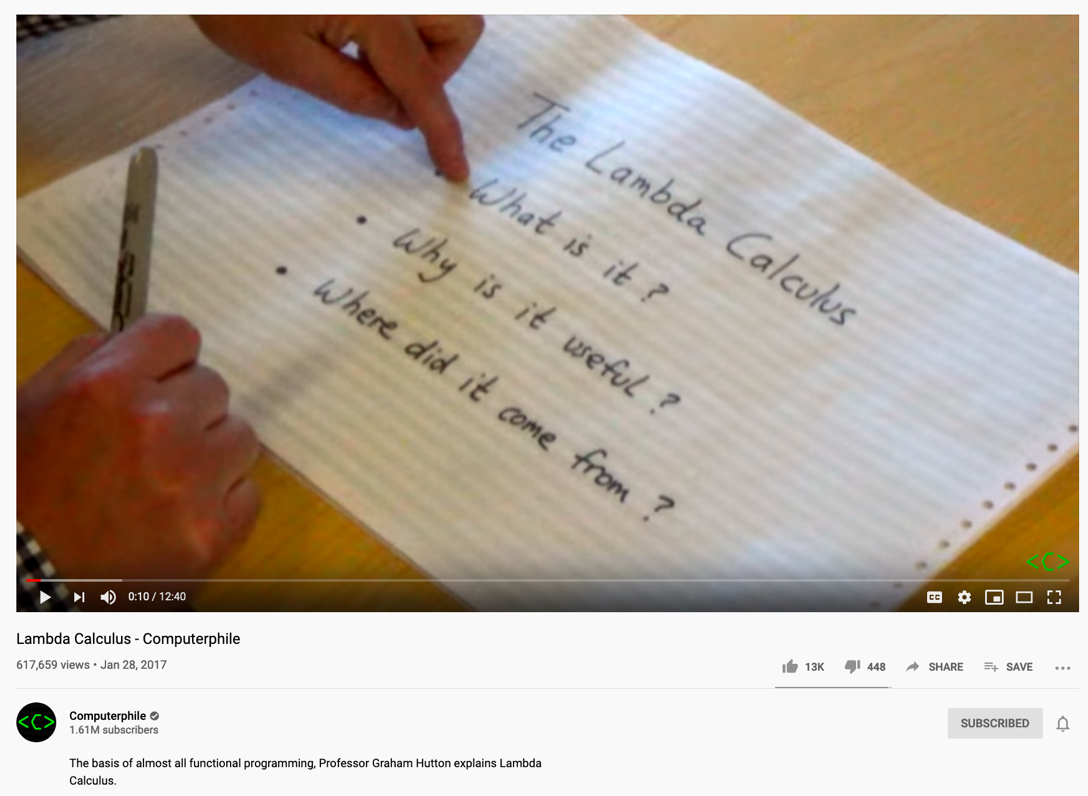 The Lambda Calculus
• What is it?
• Why is it useful?
• Where did it come from?
<C>
0:10 / 12:40
CC
Lambda Calculus - Computerphile
617,659 views • Jan 28, 2017
13K 448 SHARE SAVE
<C>
Computerphile
1.61M subscribers
SUBSCRIBED
The basis of almost all functional programming, Professor Graham Hutton explains Lambda
Calculus.